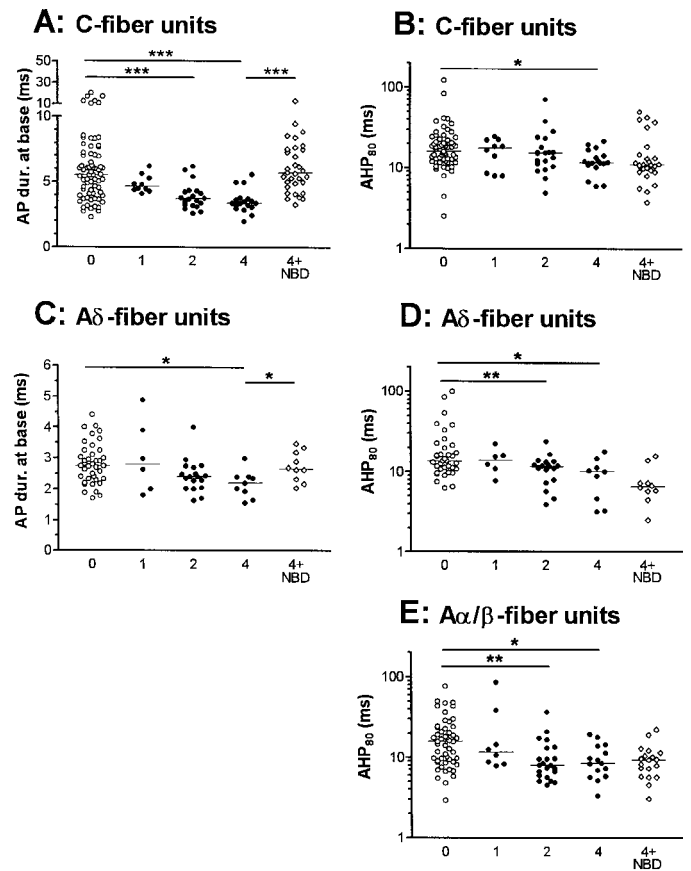 A: C-fiber units
***
***
***
AP dur. at base (ms)
50
30
10
10
5
0
0 1 2 4 4+
NBD
B: C-fiber units
*
AHP80 (ms)
100
10
1
0 1 2 4 4+
NBD
C: Aδ-fiber units
*
*
AP dur. at base (ms)
6
5
4
3
2
1
0
0 1 2 4 4+
NBD
D: Aδ-fiber units
*
**
AHP80 (ms)
100
10
1
0 1 2 4 4+
NBD
E: Aα/β-fiber units
*
**
AHP80 (ms)
100
10
1
0 1 2 4 4+
NBD